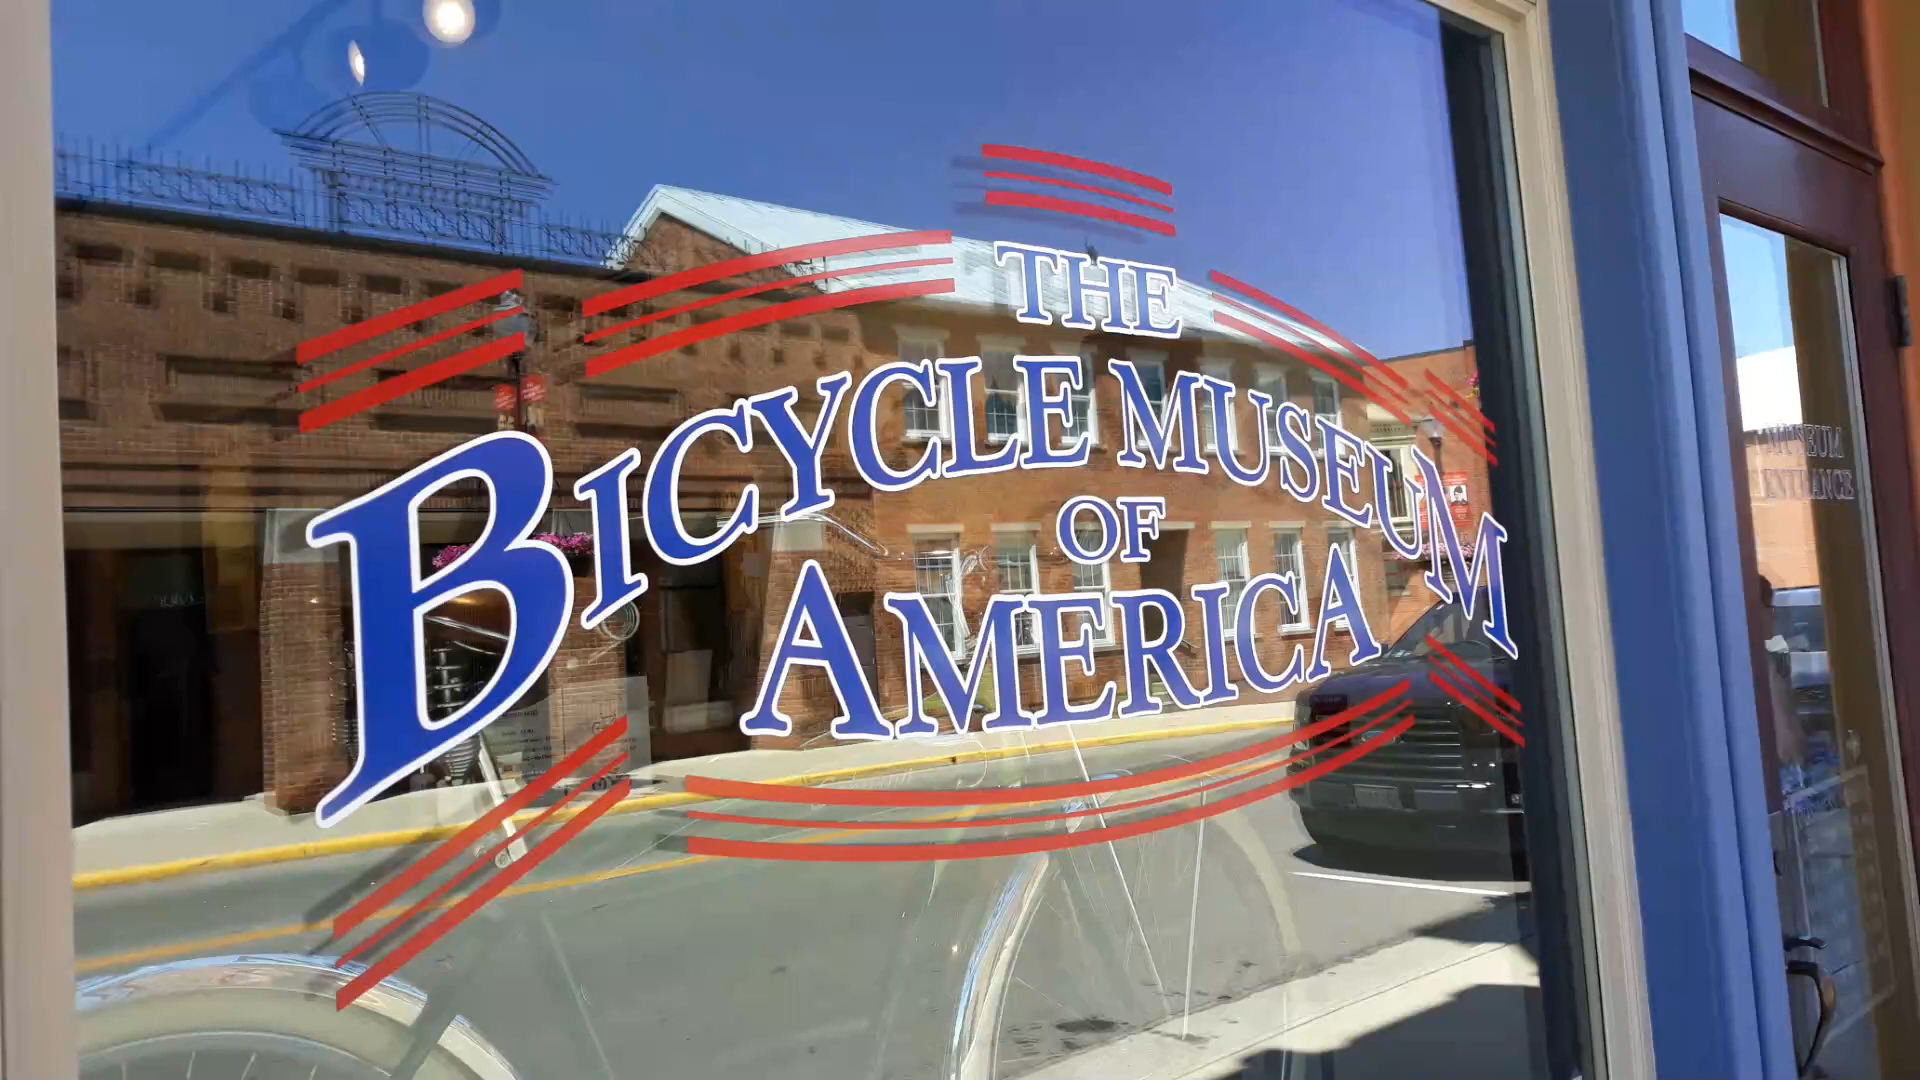 THE
BICYCLE MUSEUM
OF
AMERICA
MUSEUM
ENTRANCE